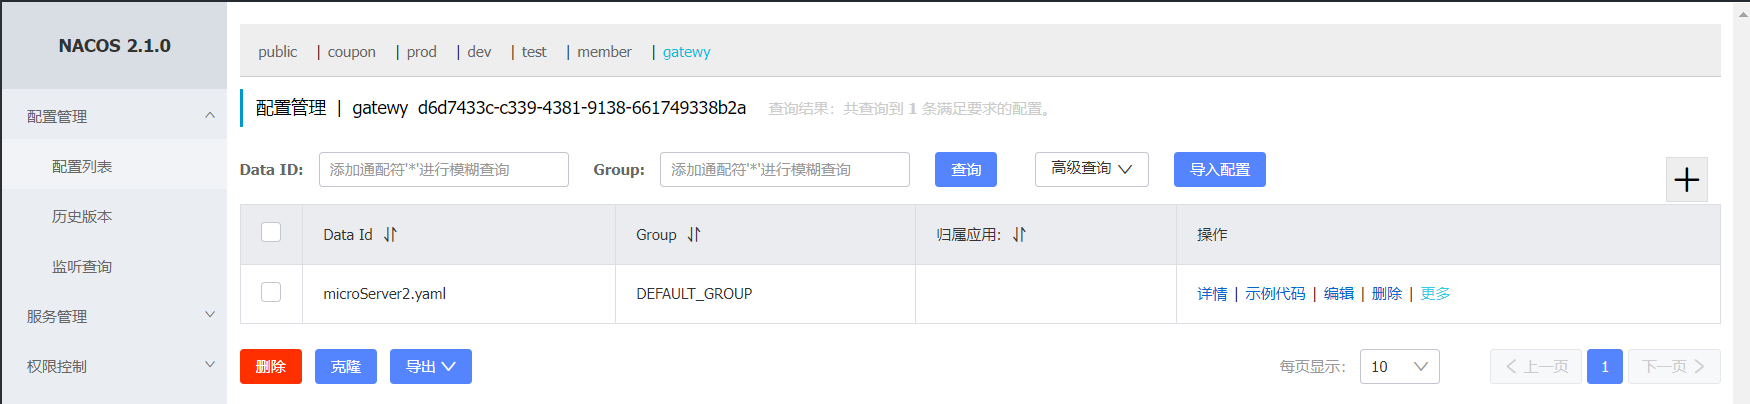 NACOS 2.1.0
配置管理
配置列表
历史版本
监听查询
服务管理
权限控制
public | coupon | prod | dev | test | member | gatewy
配置管理 | gatewy d6d7433c-c339-4381-9138-661749338b2a 查询结果：共查询到 1 条满足要求的配置。
Data ID: 添加通配符'*'进行模糊查询 Group: 添加通配符'*'进行模糊查询 查询 高级查询 导入配置
Data Id Group 归属应用: 操作
microServer2.yaml DEFAULT_GROUP 详情 | 示例代码 | 编辑 | 删除 | 更多
删除 克隆 导出 每页显示: 10 上一页 1 下一页